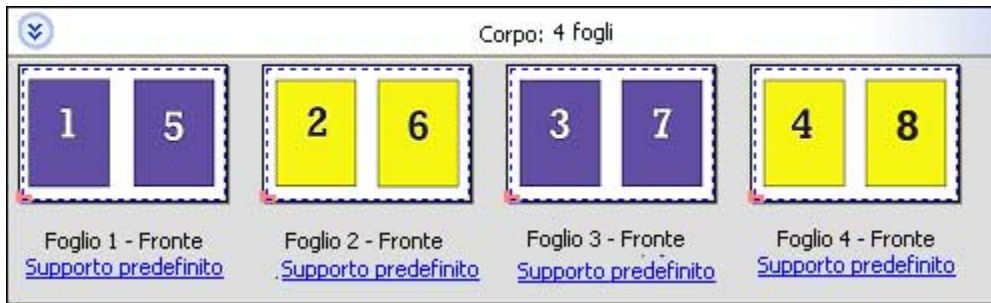 Corpo: 4 fogli
1 5 2 6 3 7 4 8
Foglio 1 - Fronte Foglio 2 - Fronte Foglio 3 - Fronte Foglio 4 - Fronte
Supporto predefinito Supporto predefinito Supporto predefinito Supporto predefinito